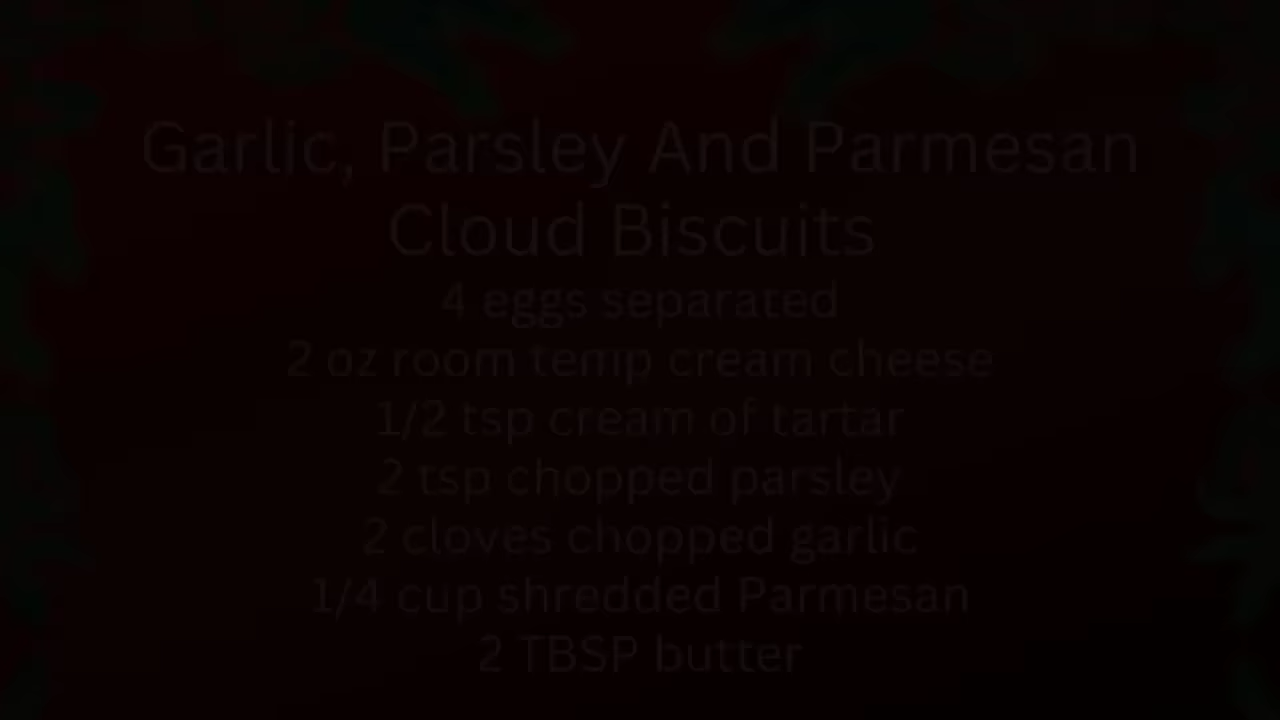 Garlic, Parsley And Parmesan
Cloud Biscuits
4 eggs separated
2 oz room temp cream cheese
1/2 tsp cream of tartar
2 tsp chopped parsley
2 cloves chopped garlic
1/4 cup shredded Parmesan
2 TBSP butter